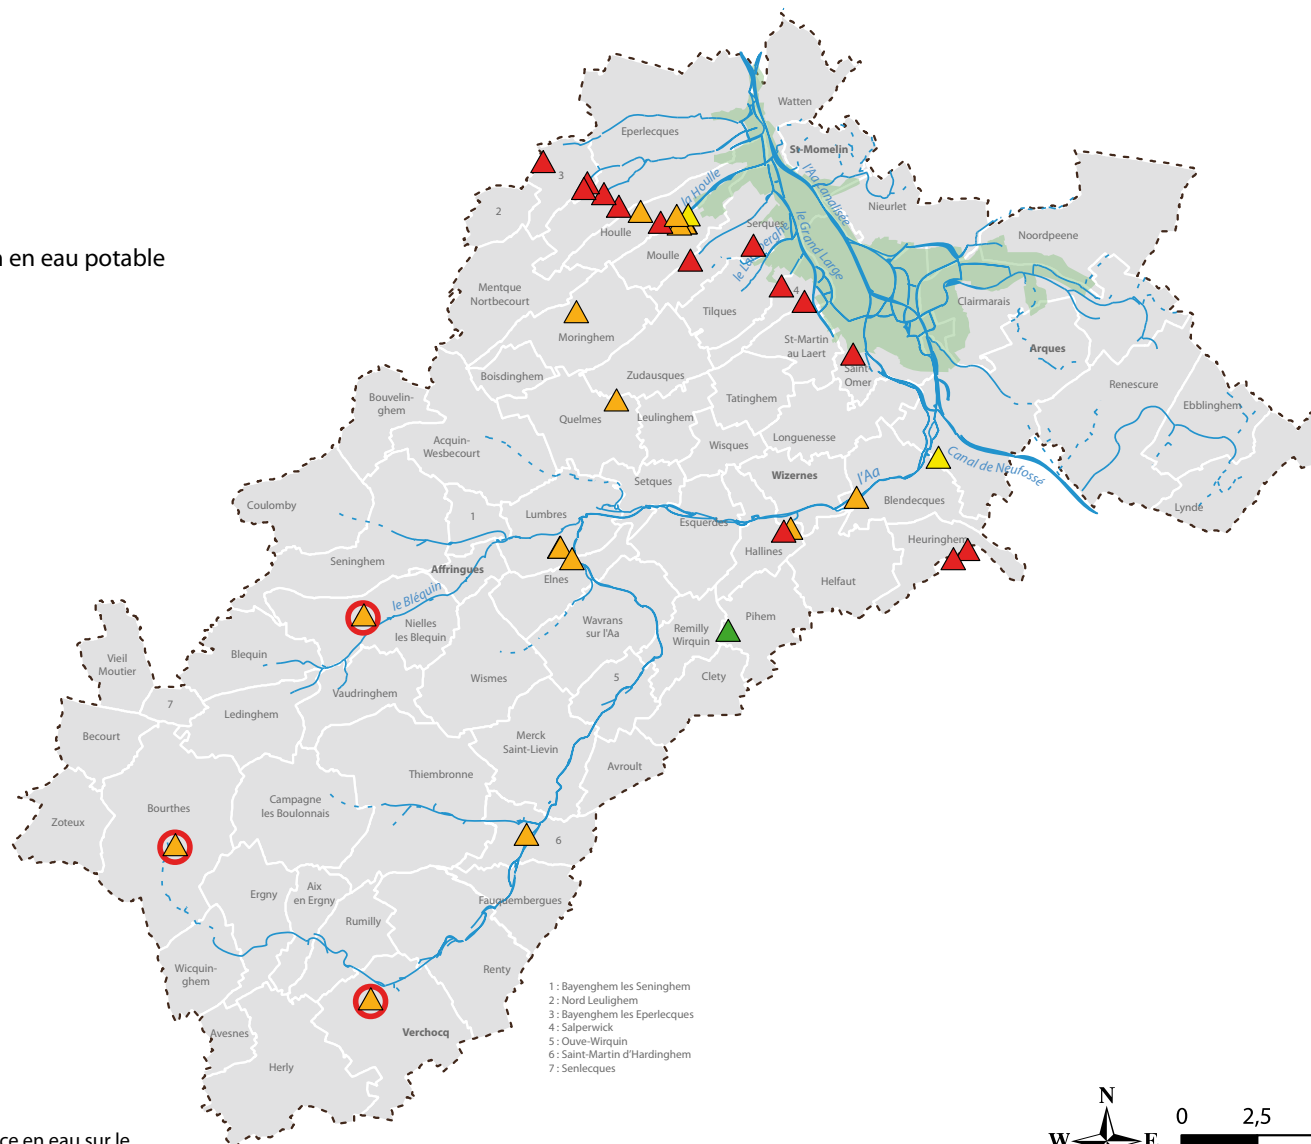 Watten
Eperlecques
St-Momelin
3
la Houlle
l'Aa Canalisée
Nieurlet
2
Houlle
Serques
le Grand Large
Noordpeene
Moulle
Mentque
Nortbecourt
4
Clairmarais
Tilques
Moringhem
St-Martin
au Laert
Arques
Saint
Omer
Boisdinghem
Zudausques
Renescure
Bouvelin-
ghem
Tatinghem
Ebblinghem
Quelmes
Leulinghem
Acquin-
Wesbecourt
Wisques
Longuenesse
Canal de Neufossé
Setques
Wizernes
l'Aa
Coulomby
Blendecques
Lynde
1
Lumbres
Esquerdes
Hallines
Heuringhem
Seninghem
Affringues
Elnes
Helfaut
le Bléquin
Nielles
les Blequin
Wavrans
sur l'Aa
Remilly
Wirquin
Pihem
Vieil
Moutier
Blequin
Wismes
5
Clety
Vaudringhem
7
Ledinghem
Becourt
Merck
Saint-Lievin
Avroult
Thiembronne
Campagne
les Boulonnais
Bourthes
Zoteux
6
Ergny
Aix
en Ergny
Fauquembergues
Rumilly
Wicquin-
ghem
Renty
Avesnes
Verchocq
Herly
en eau potable
1 : Bayenghem les Seninghem
2 : Nord Leulighem
3 : Bayenghem les Eperlecques
4 : Salperwick
5 : Ouve-Wirquin
6 : Saint-Martin d'Hardinghem
7 : Senlecques
en eau sur le
N
W E
0 2,5